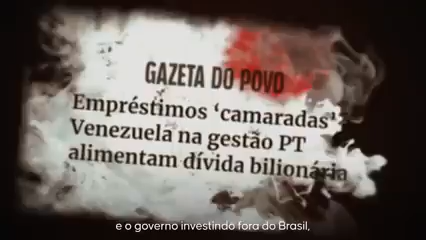 GAZETA DO POVO
Empréstimos ‘camaradas’
Venezuela na gestão PT
alimentam dívida bilionária
e o governo investindo fora do Brasil,